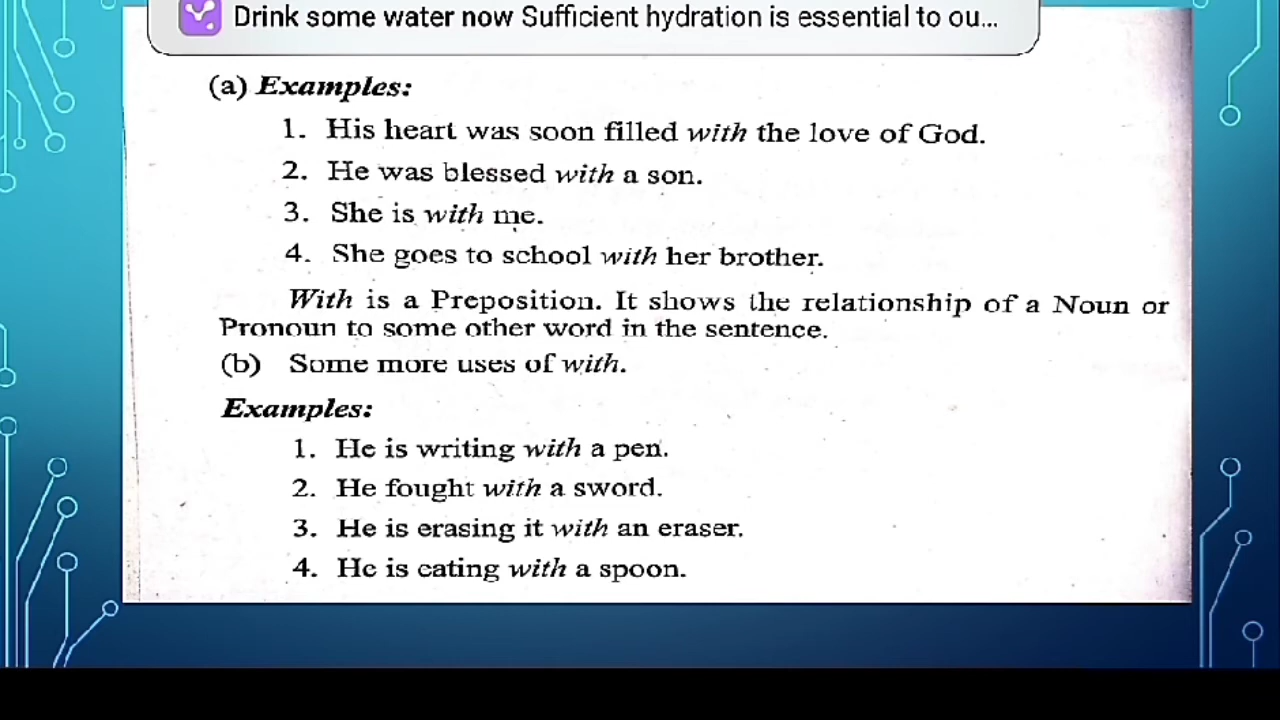 Drink some water now Sufficient hydration is essential to ou...
(a) Examples:
1. His heart was soon filled with the love of God.
2. He was blessed with a son.
3. She is with me.
4. She goes to school with her brother.
With is a Preposition. It shows the relationship of a Noun or
Pronoun to some other word in the sentence.
(b) Some more uses of with.
Examples:
1. He is writing with a pen.
2. He fought with a sword.
3. He is erasing it with an eraser.
4. He is eating with a spoon.